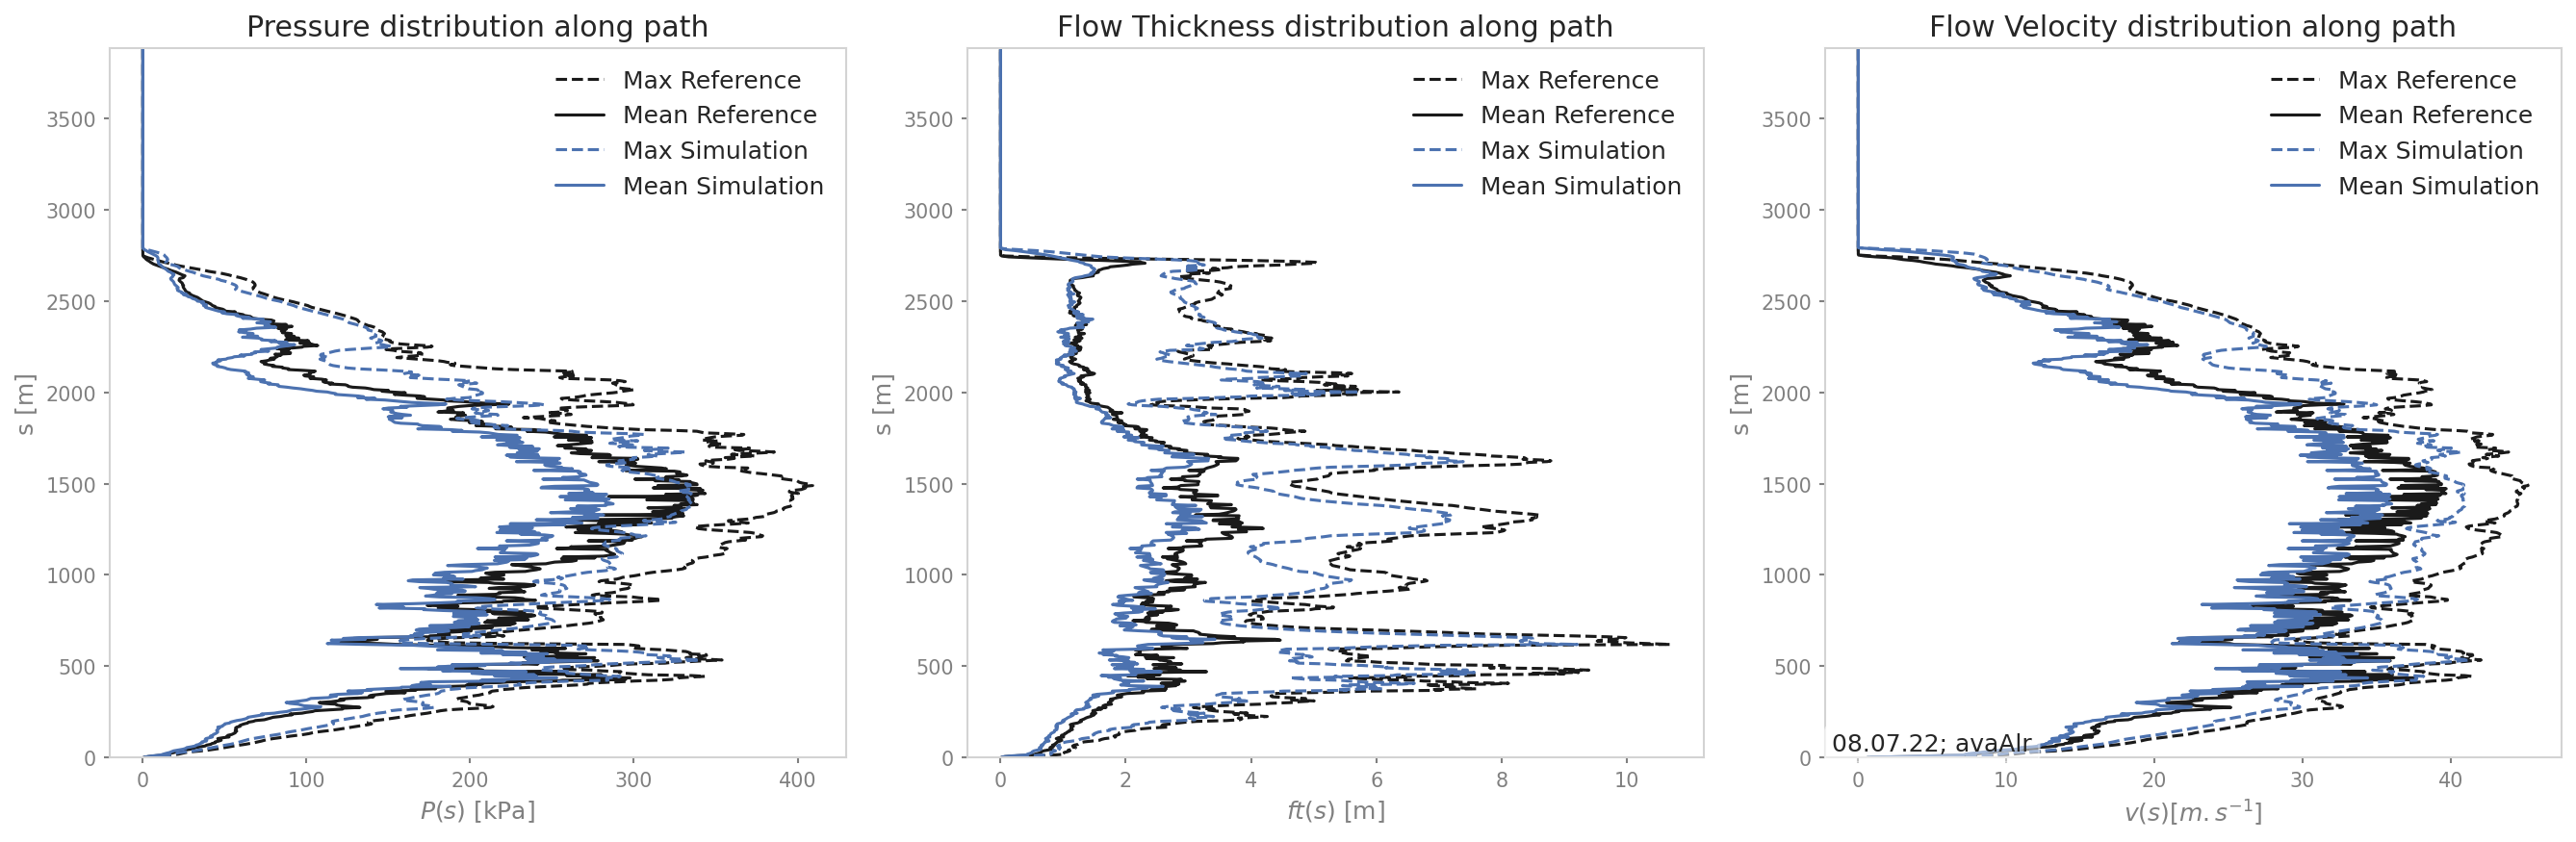 Pressure distribution along path
Max Reference
Mean Reference
Max Simulation
Mean Simulation
3500
3000
2500
2000
1500
1000
500
0
s [m]
0 100 200 300 400
P(s) [kPa]
Flow Thickness distribution along path
Max Reference
Mean Reference
Max Simulation
Mean Simulation
3500
3000
2500
2000
1500
1000
500
0
s [m]
0 2 4 6 8 10
ft(s) [m]
Flow Velocity distribution along path
Max Reference
Mean Reference
Max Simulation
Mean Simulation
3500
3000
2500
2000
1500
1000
500
0
s [m]
08.07.22; avaAlr
0 10 20 30 40
v(s)[m.s⁻¹]